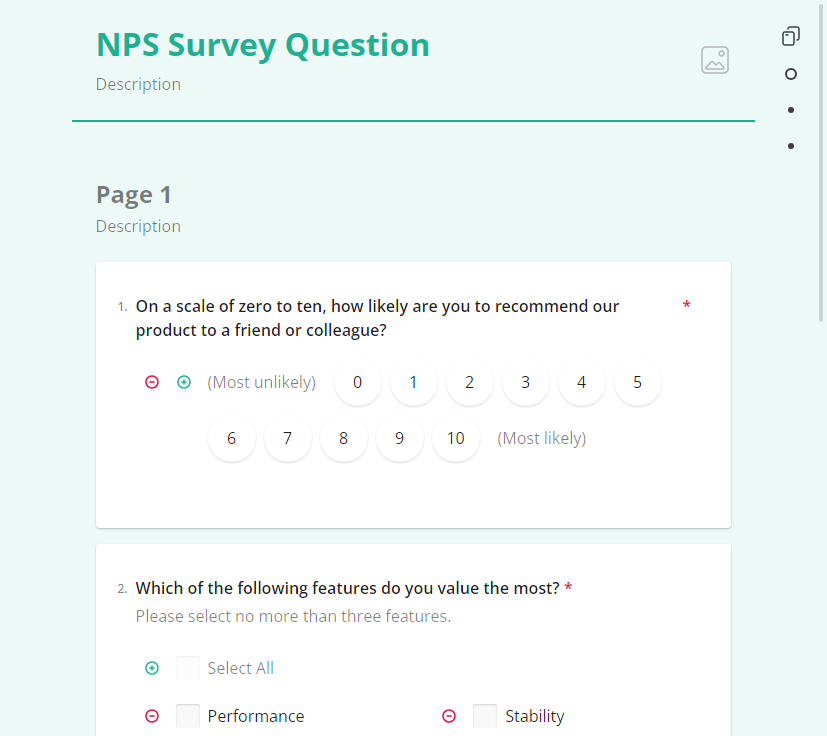 NPS Survey Question
Description
Page 1
Description
1. On a scale of zero to ten, how likely are you to recommend our *
product to a friend or colleague?
(Most unlikely) 0 1 2 3 4 5
6 7 8 9 10 (Most likely)
2. Which of the following features do you value the most? *
Please select no more than three features.
Select All
Performance Stability